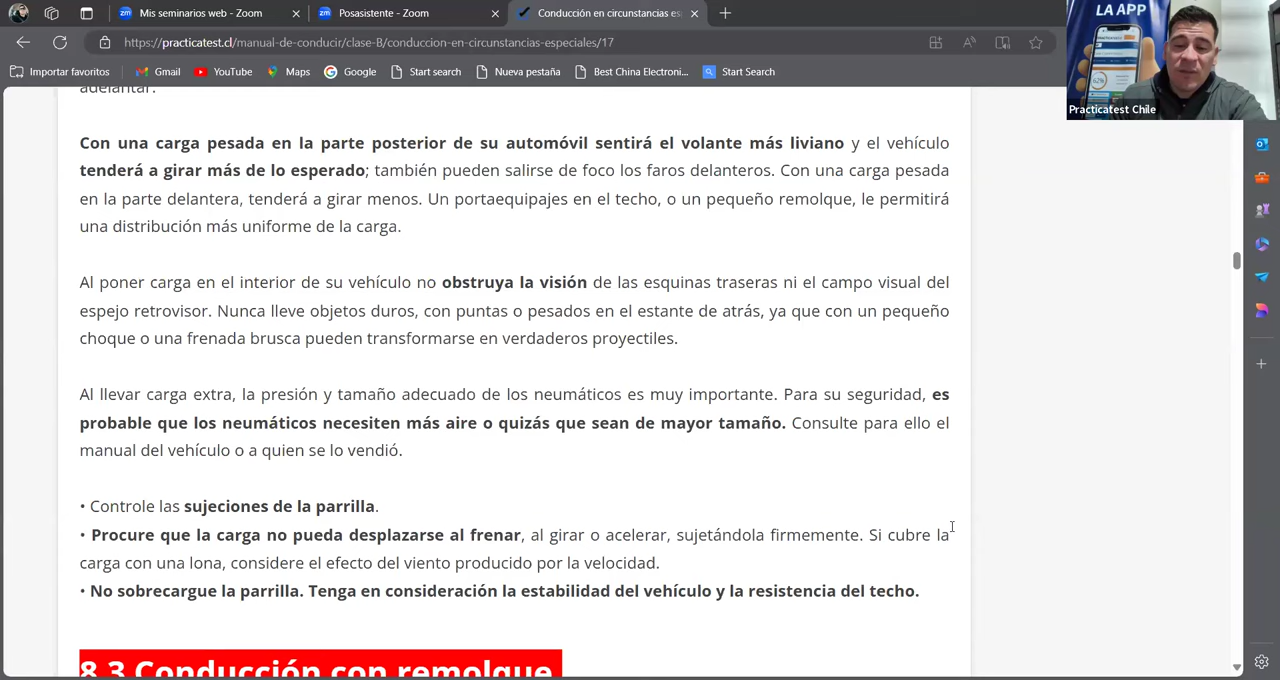 Mis seminarios web - Zoom
Posasistente - Zoom
Conducción en circunstancias es
https://practicatest.cl/manual-de-conducir/clase-B/conduccion-en-circunstancias-especiales/17
Importar favoritos
Gmail
YouTube
Maps
Google
Start search
Nueva pestaña
Best China Electroni...
Start Search
LA APP
62%
Practicatest Chile
adelantar.
Con una carga pesada en la parte posterior de su automóvil sentirá el volante más liviano y el vehículo
tenderá a girar más de lo esperado; también pueden salirse de foco los faros delanteros. Con una carga pesada
en la parte delantera, tenderá a girar menos. Un portaequipajes en el techo, o un pequeño remolque, le permitirá
una distribución más uniforme de la carga.
Al poner carga en el interior de su vehículo no obstruya la visión de las esquinas traseras ni el campo visual del
espejo retrovisor. Nunca lleve objetos duros, con puntas o pesados en el estante de atrás, ya que con un pequeño
choque o una frenada brusca pueden transformarse en verdaderos proyectiles.
Al llevar carga extra, la presión y tamaño adecuado de los neumáticos es muy importante. Para su seguridad, es
probable que los neumáticos necesiten más aire o quizás que sean de mayor tamaño. Consulte para ello el
manual del vehículo o a quien se lo vendió.
• Controle las sujeciones de la parrilla.
• Procure que la carga no pueda desplazarse al frenar, al girar o acelerar, sujetándola firmemente. Si cubre la
carga con una lona, considere el efecto del viento producido por la velocidad.
• No sobrecargue la parrilla. Tenga en consideración la estabilidad del vehículo y la resistencia del techo.
8.3 Conducción con remolque